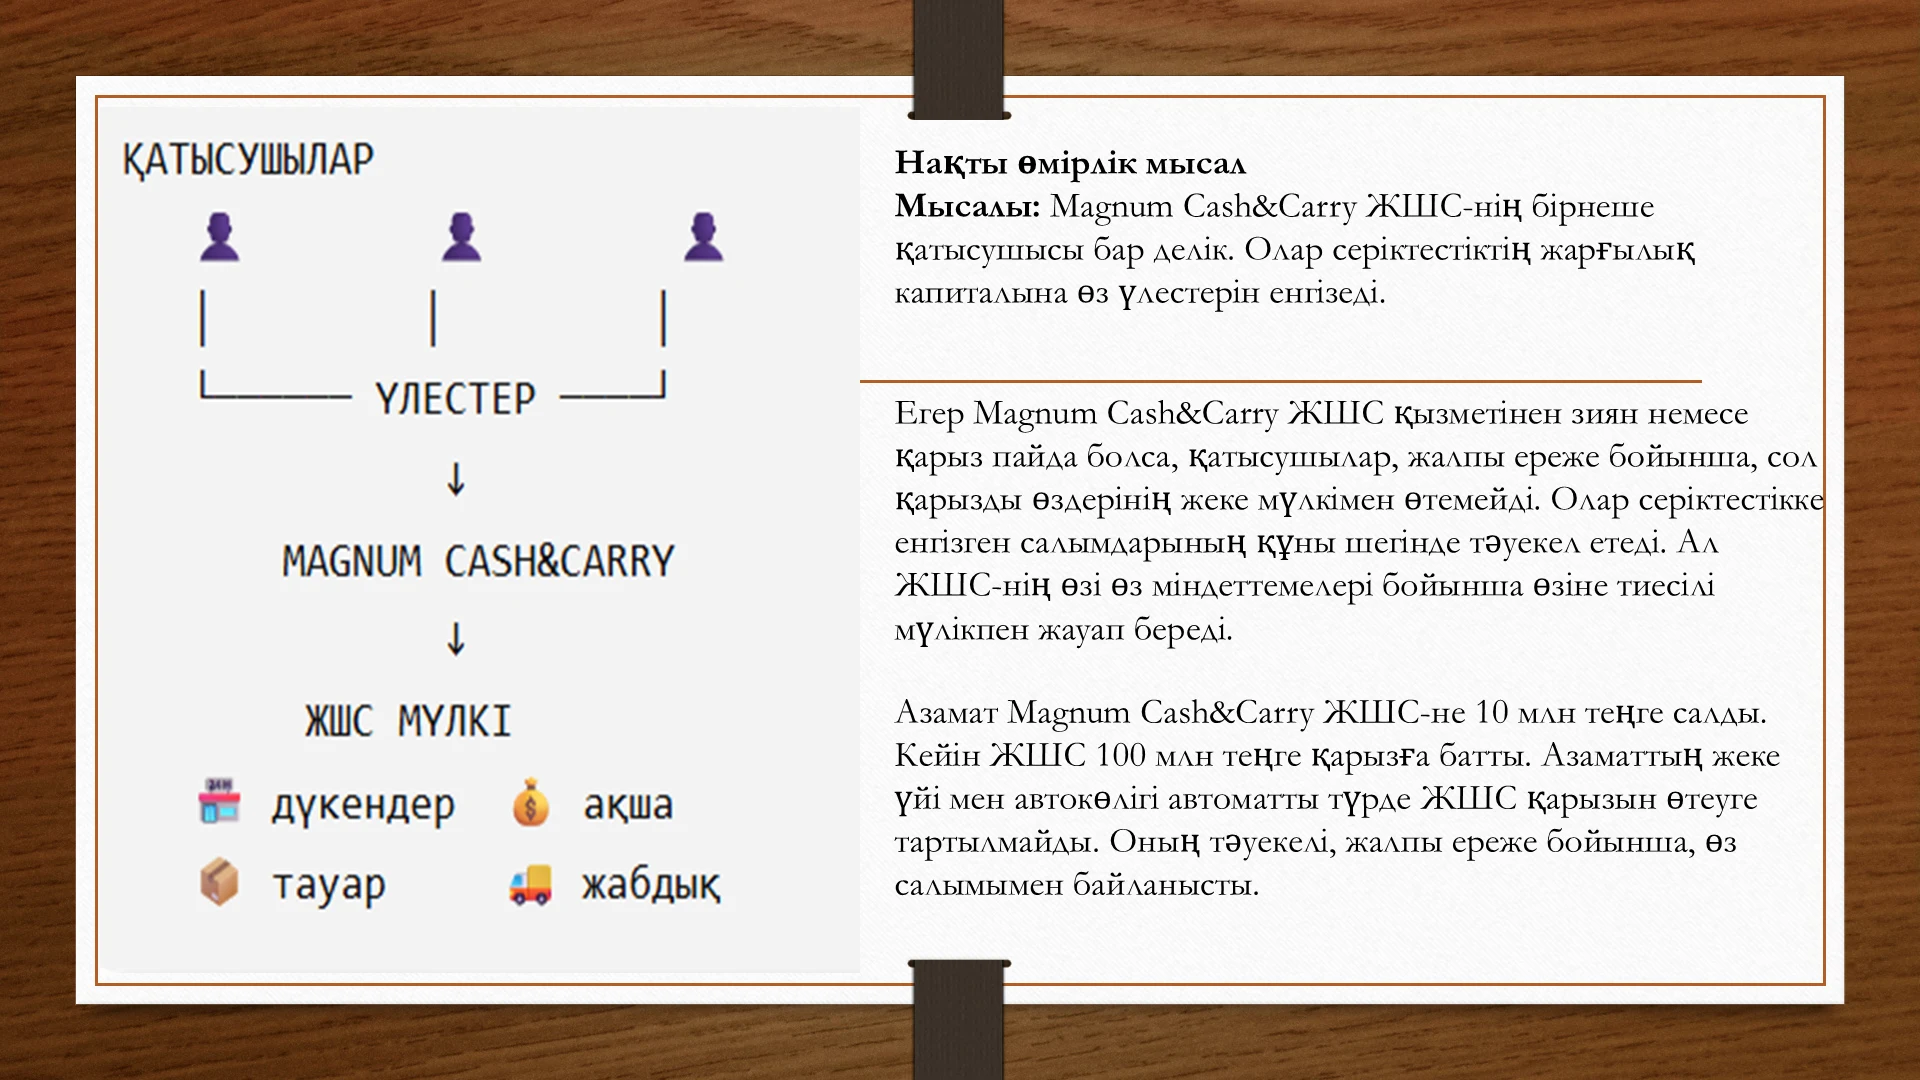 ҚАТЫСУШЫЛАР
ҮЛЕСТЕР
↓
MAGNUM CASH&CARRY
↓
ЖШС МҮЛКІ
дүкендер ақша
тауар жабдық
Нақты өмірлік мысал
Мысалы: Magnum Cash&Carry ЖШС-нің бірнеше
қатысушысы бар делік. Олар серіктестіктің жарғылық
капиталына өз үлестерін енгізеді.
Егер Magnum Cash&Carry ЖШС қызметінен зиян немесе
қарыз пайда болса, қатысушылар, жалпы ереже бойынша, сол
қарызды өздерінің жеке мүлкімен өтемейді. Олар серіктестікке
енгізген салымдарының құны шегінде тәуекел етеді. Ал
ЖШС-нің өзі өз міндеттемелері бойынша өзіне тиесілі
мүлікпен жауап береді.
Азамат Magnum Cash&Carry ЖШС-не 10 млн теңге салды.
Кейін ЖШС 100 млн теңге қарызға батты. Азаматтың жеке
үйі мен автокөлігі автоматты түрде ЖШС қарызын өтеуге
тартылмайды. Оның тәуекелі, жалпы ереже бойынша, өз
салымымен байланысты.